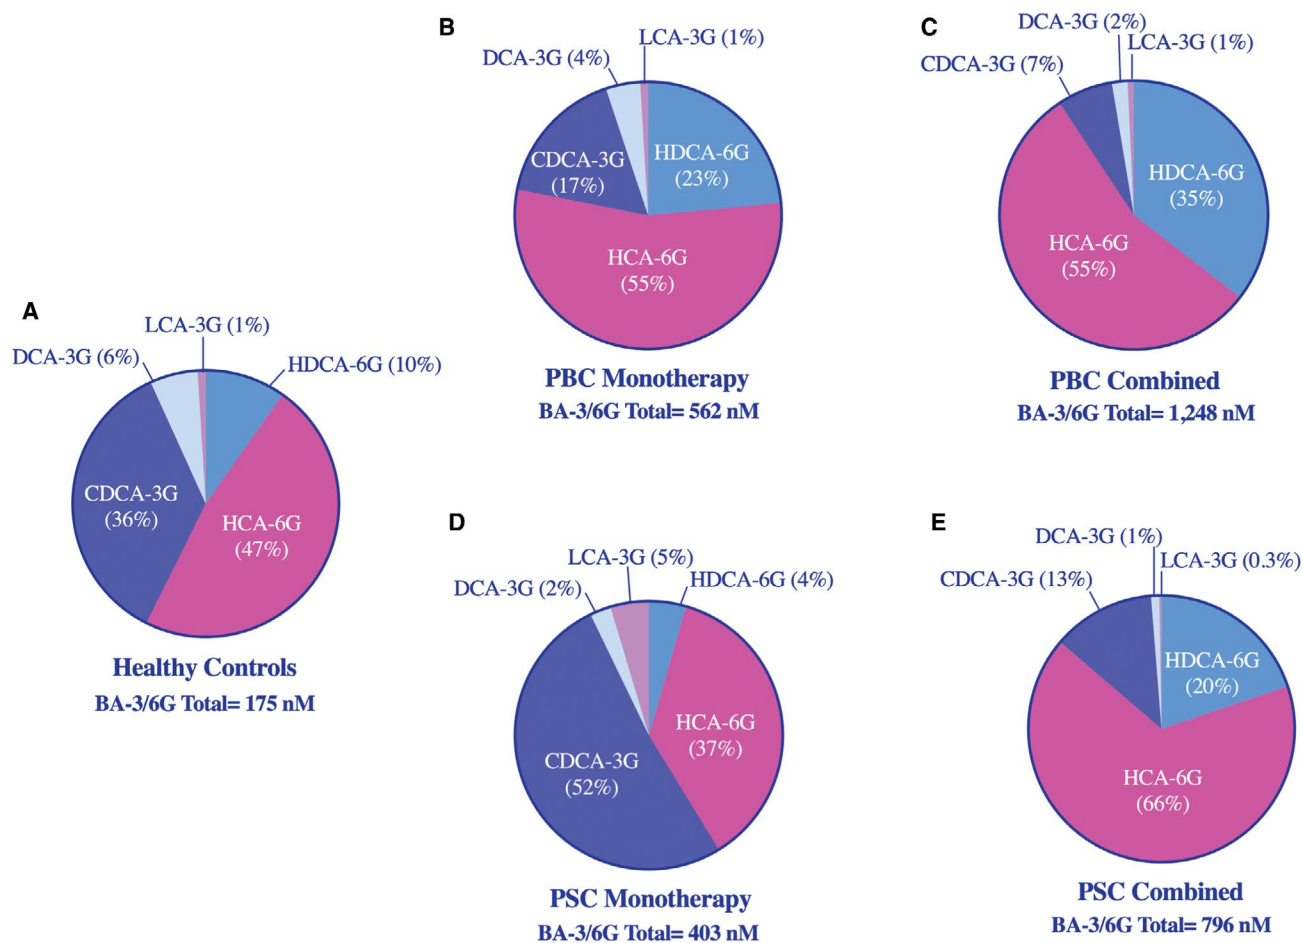 A
LCA-3G (1%)
DCA-3G (6%)
HDCA-6G (10%)
CDCA-3G
(36%)
HCA-6G
(47%)
Healthy Controls
BA-3/6G Total= 175 nM
B
LCA-3G (1%)
DCA-3G (4%)
CDCA-3G
(17%)
HDCA-6G
(23%)
HCA-6G
(55%)
PBC Monotherapy
BA-3/6G Total= 562 nM
C
DCA-3G (2%)
LCA-3G (1%)
CDCA-3G (7%)
HDCA-6G
(35%)
HCA-6G
(55%)
PBC Combined
BA-3/6G Total= 1,248 nM
D
LCA-3G (5%)
DCA-3G (2%)
HDCA-6G (4%)
HCA-6G
(37%)
CDCA-3G
(52%)
PSC Monotherapy
BA-3/6G Total= 403 nM
E
DCA-3G (1%)
LCA-3G (0.3%)
CDCA-3G (13%)
HDCA-6G
(20%)
HCA-6G
(66%)
PSC Combined
BA-3/6G Total= 796 nM